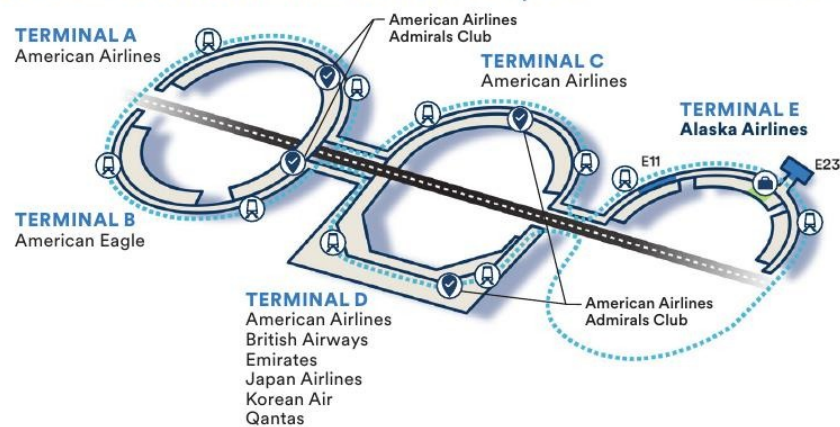 TERMINAL A
American Airlines
American Airlines
Admirals Club
TERMINAL C
American Airlines
TERMINAL E
Alaska Airlines
E11
E23
TERMINAL B
American Eagle
TERMINAL D
American Airlines
British Airways
Emirates
Japan Airlines
Korean Air
Qantas
American Airlines
Admirals Club